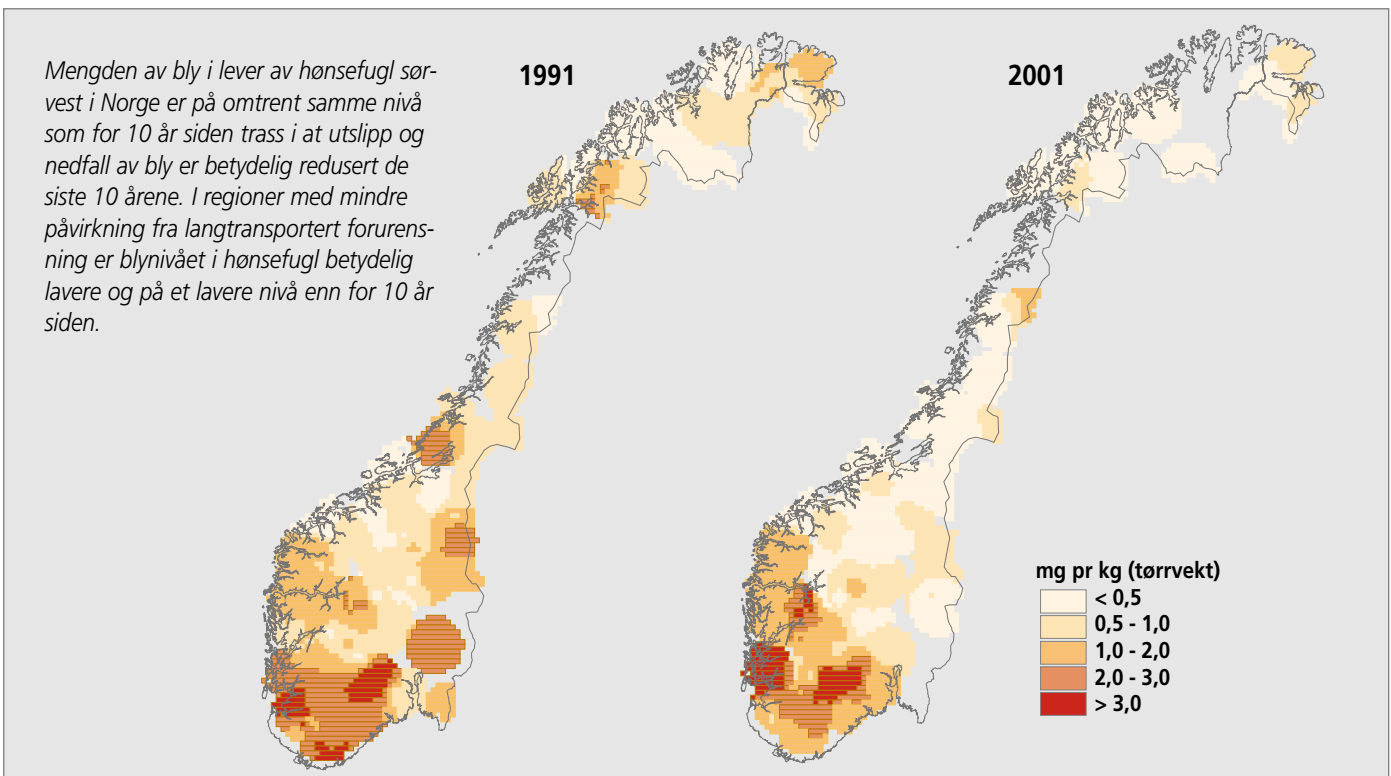 Mengden av bly i lever av hønsefugl sør-
vest i Norge er på omtrent samme nivå
som for 10 år siden trass i at utslipp og
nedfall av bly er betydelig redusert de
siste 10 årene. I regioner med mindre
påvirkning fra langtransportert forurens-
ning er blynivået i hønsefugl betydelig
lavere og på et lavere nivå enn for 10 år
siden.
1991
2001
mg pr kg (tørrvekt)
< 0,5
0,5 - 1,0
1,0 - 2,0
2,0 - 3,0
> 3,0